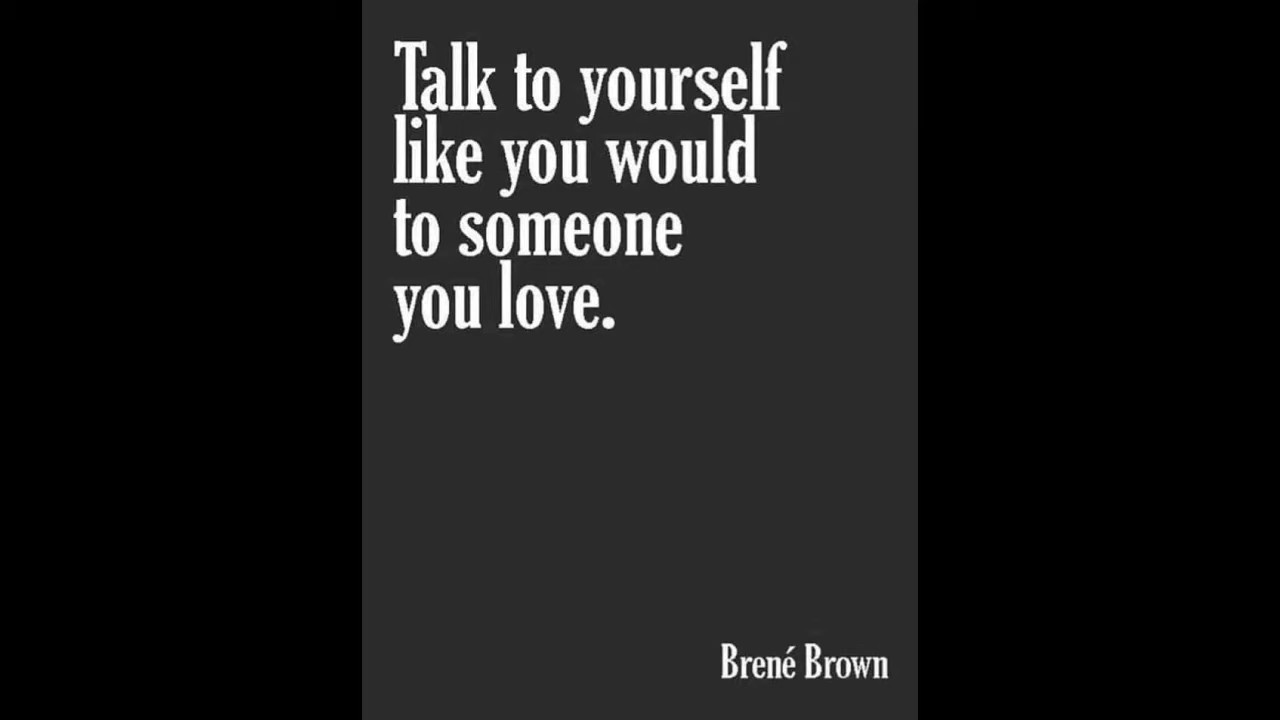 Talk to yourself
like you would
to someone
you love.
Brené Brown